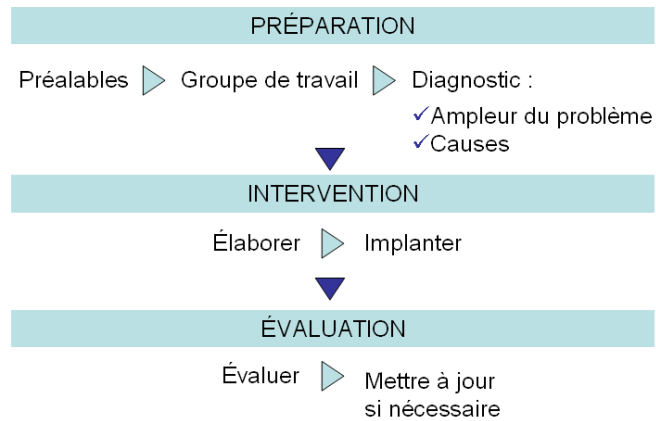 PRÉPARATION
Préalables Groupe de travail Diagnostic :
Ampleur du problème
Causes
INTERVENTION
Élaborer Implanter
ÉVALUATION
Évaluer Mettre à jour
si nécessaire